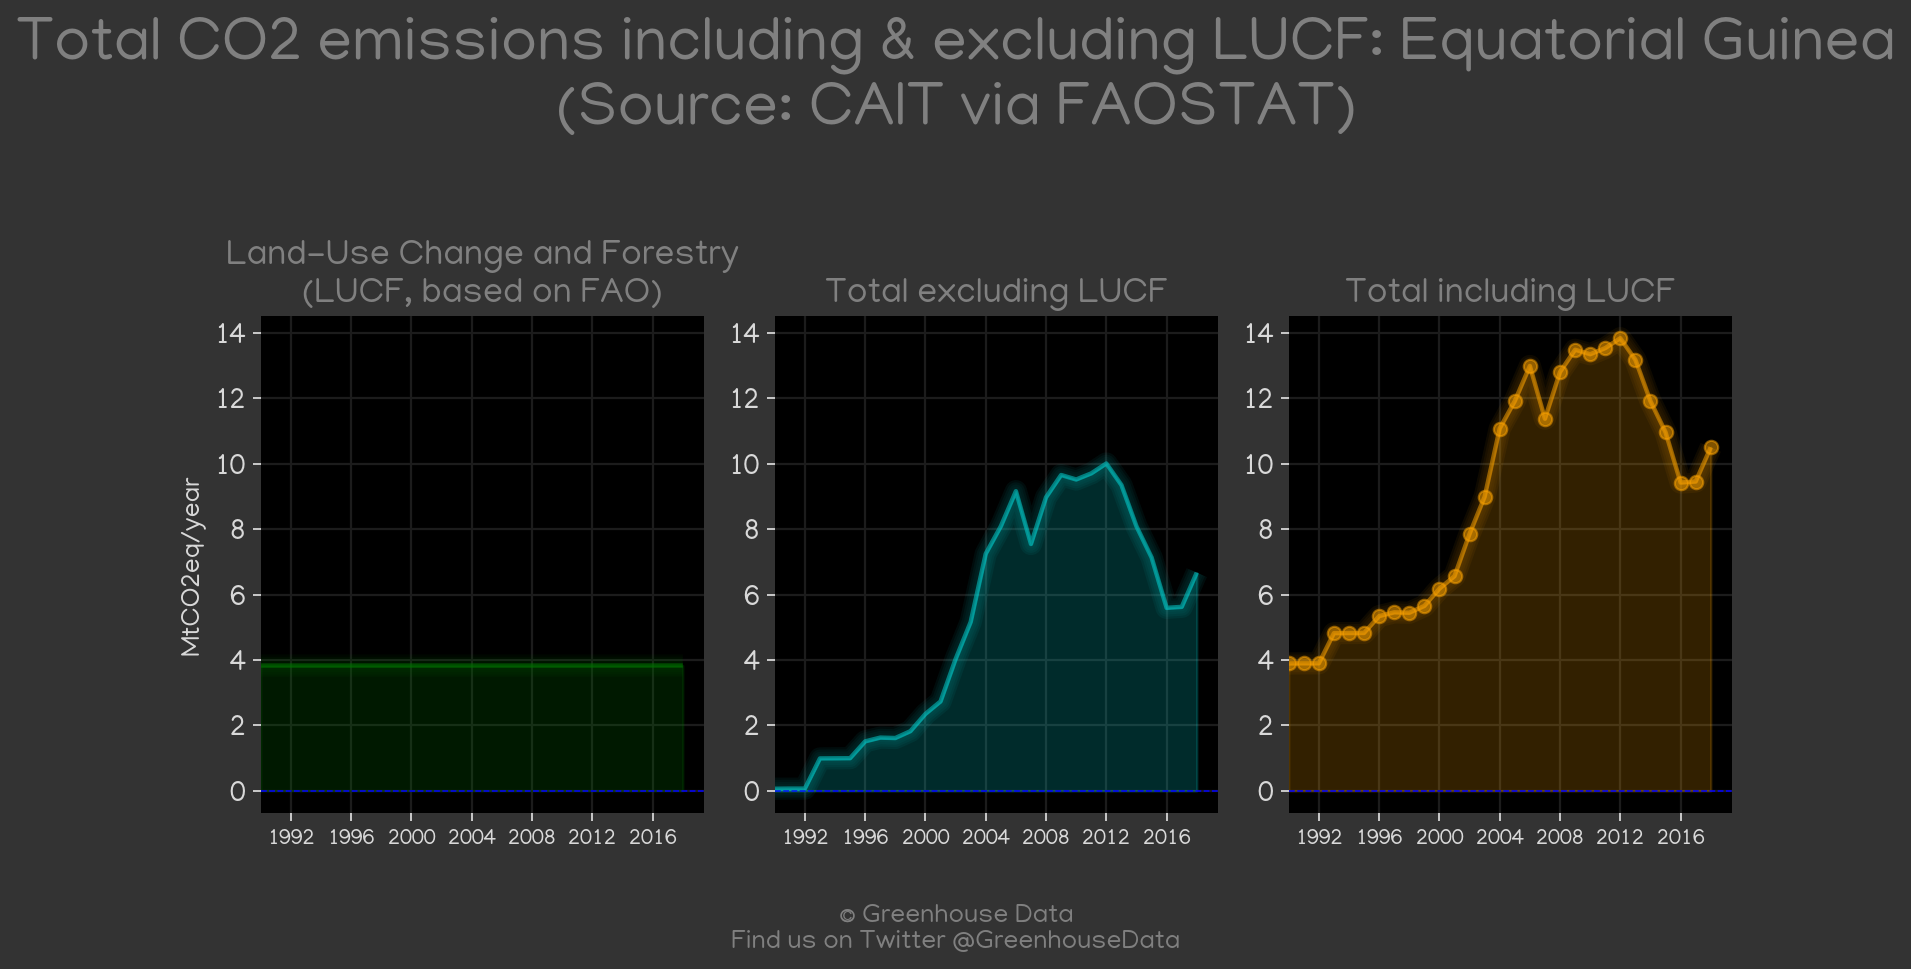 Total CO2 emissions including & excluding LUCF: Equatorial Guinea
(Source: CAIT via FAOSTAT)
Land-Use Change and Forestry
(LUCF, based on FAO)
MtCO2eq/year
14
12
10
8
6
4
2
0
1992 1996 2000 2004 2008 2012 2016
Total excluding LUCF
14
12
10
8
6
4
2
0
1992 1996 2000 2004 2008 2012 2016
Total including LUCF
14
12
10
8
6
4
2
0
1992 1996 2000 2004 2008 2012 2016
© Greenhouse Data
Find us on Twitter @GreenhouseData